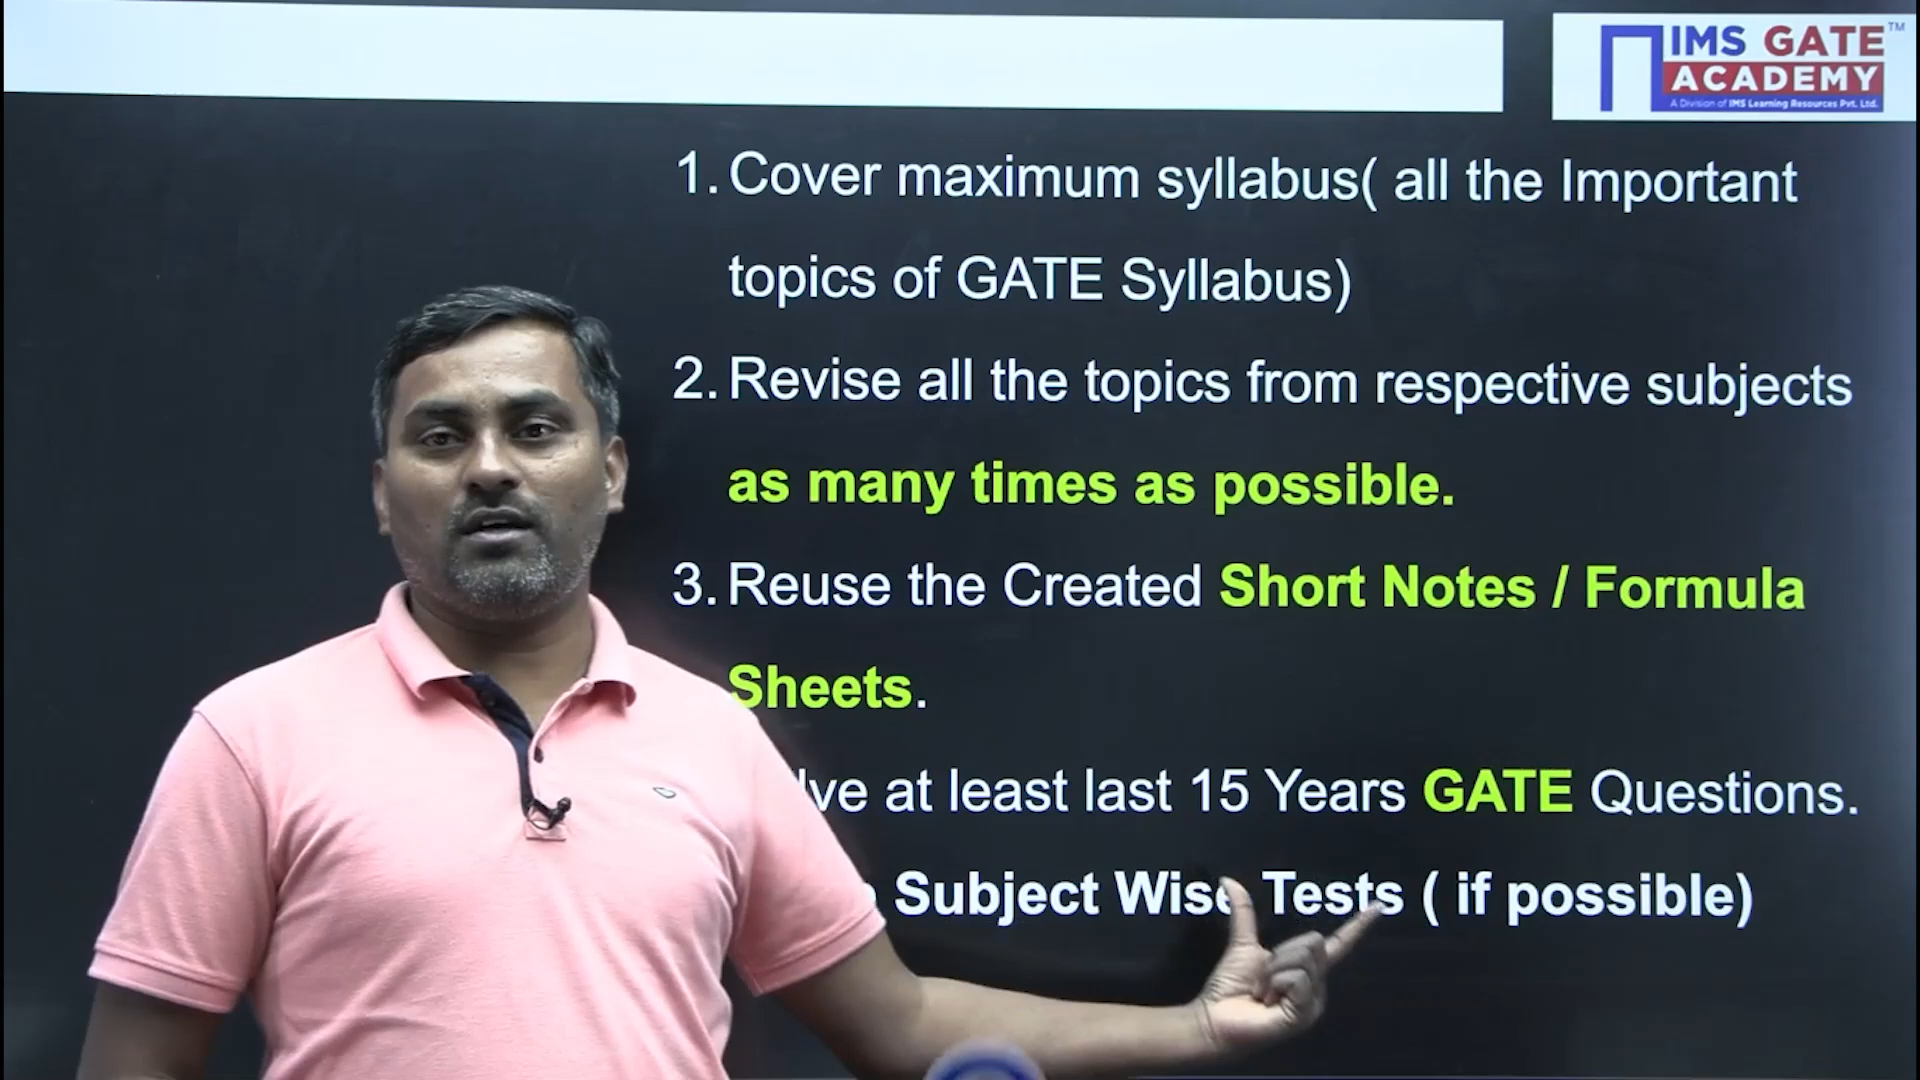 IMS GATE™
ACADEMY
A Division of IMS Learning Resources Pvt. Ltd.
1. Cover maximum syllabus( all the Important
topics of GATE Syllabus)
2. Revise all the topics from respective subjects
as many times as possible.
3. Reuse the Created Short Notes / Formula
Sheets.
at least last 15 Years GATE Questions.
Subject Wise Tests ( if possible)